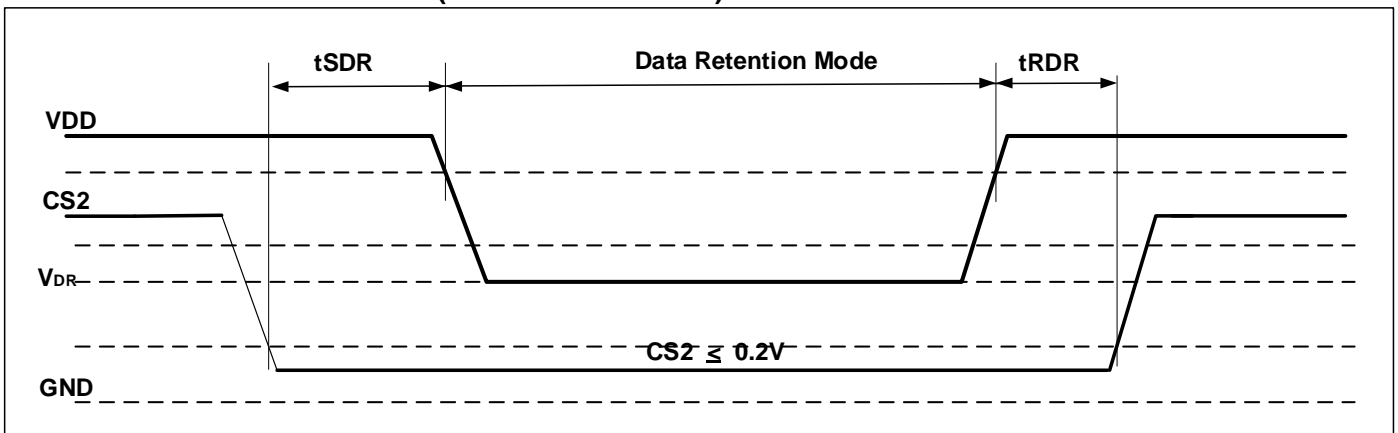 tSDR
Data Retention Mode
tRDR
VDD
CS2
VDR
CS2 ≤ 0.2V
GND